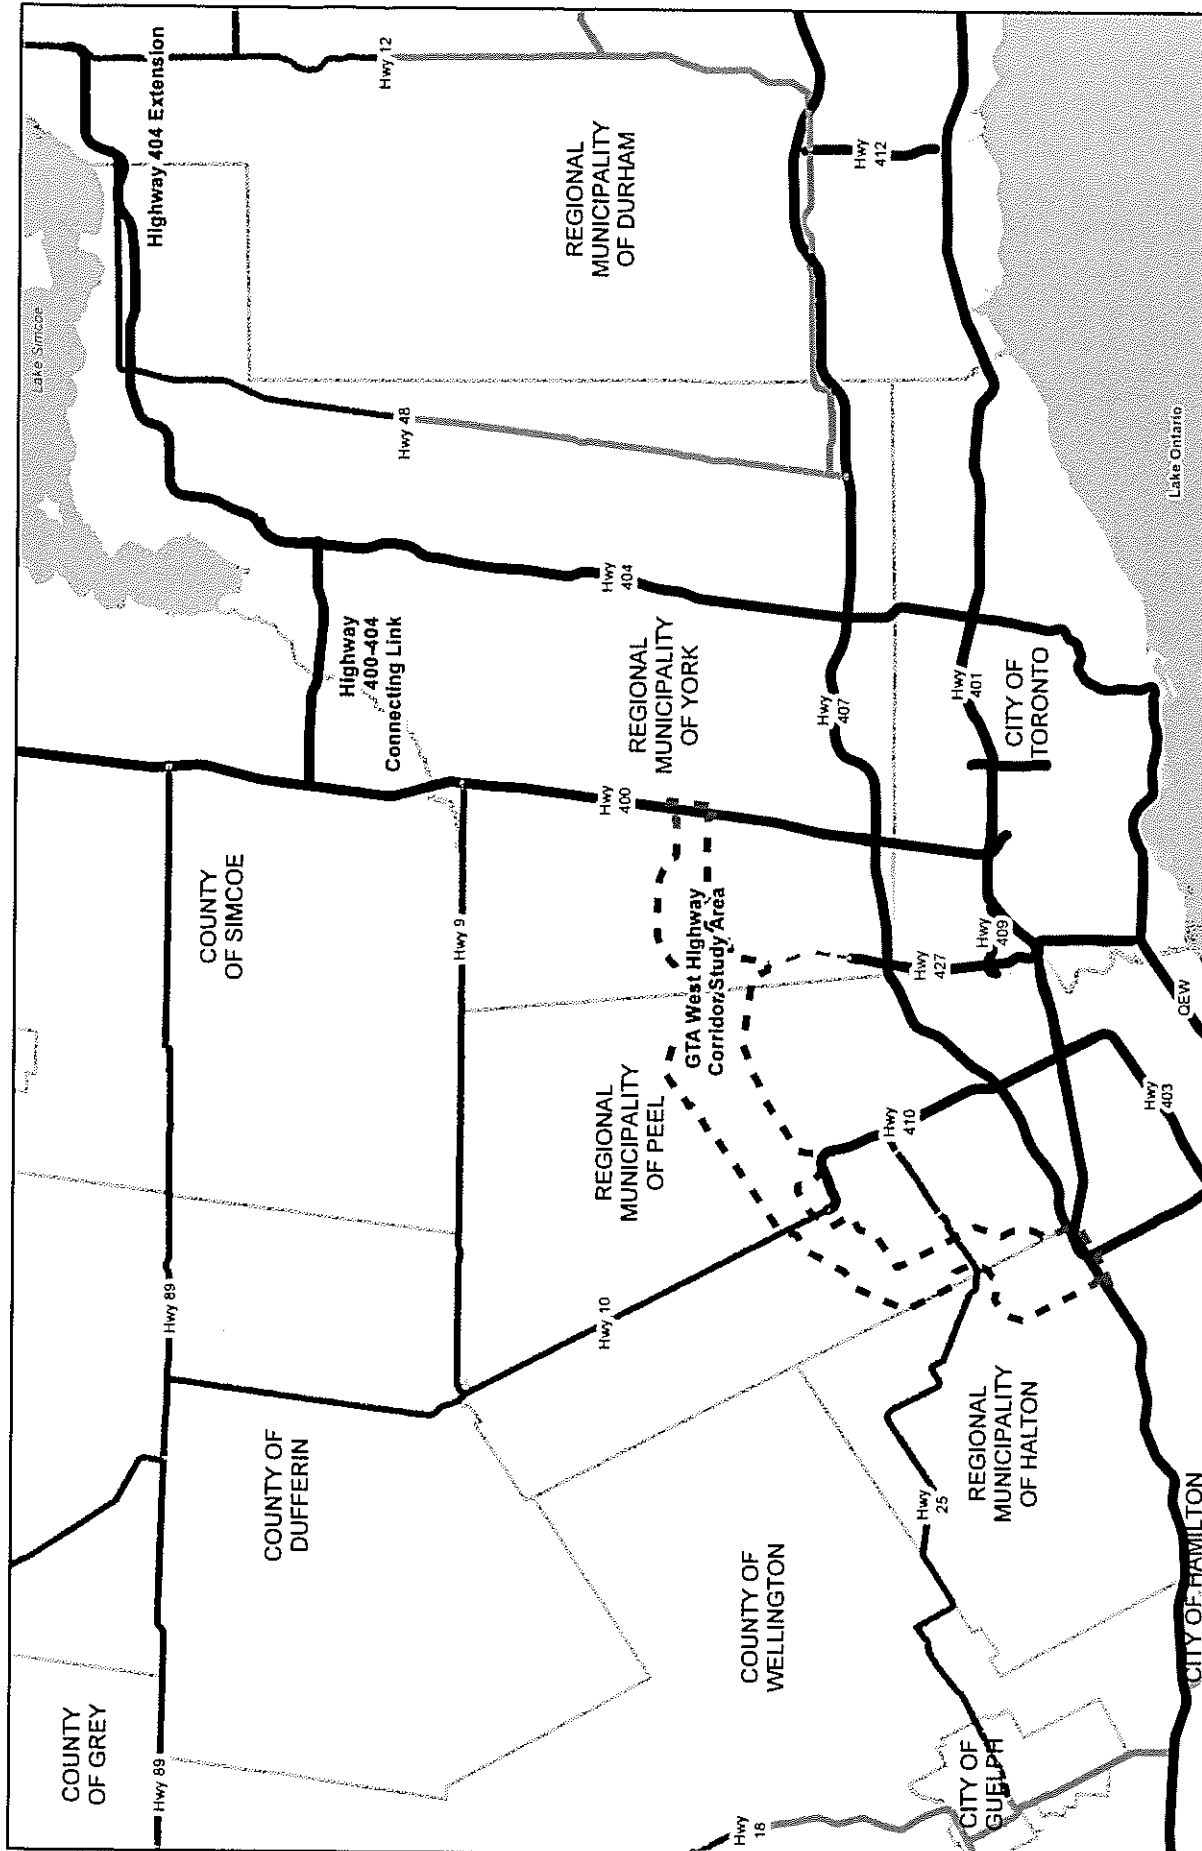 COUNTY
OF GREY
Hwy 89
COUNTY OF
DUFFERIN
Hwy 89
COUNTY
OF SIMCOE
Hwy 9
Hwy 10
Lake Simcoe
Highway 404 Extension
Hwy 12
Highway
400-404
Connecting Link
Hwy 48
REGIONAL
MUNICIPALITY
OF DURHAM
REGIONAL
MUNICIPALITY
OF YORK
Hwy
404
Hwy
400
GTA West Highway
Corridor/Study Area
REGIONAL
MUNICIPALITY
OF PEEL
Hwy
18
COUNTY OF
WELLINGTON
CITY OF
GUELPH
Hwy
25
REGIONAL
MUNICIPALITY
OF HALTON
Hwy
410
Hwy
427
Hwy
409
Hwy
407
Hwy
401
Hwy
412
CITY OF
TORONTO
Hwy
403
QEW
CITY OF HAMILTON
Lake Ontario